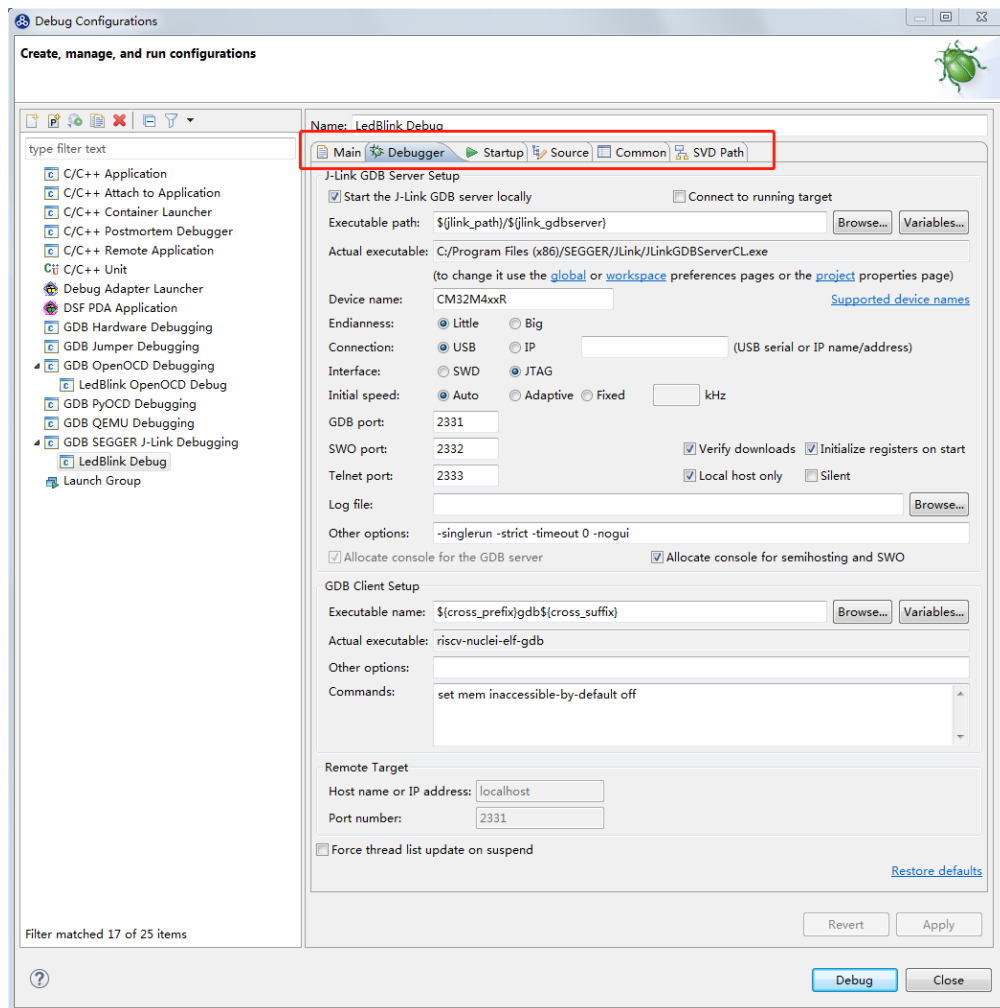 Debug Configurations
Create, manage, and run configurations
type filter text
C/C++ Application
C/C++ Attach to Application
C/C++ Container Launcher
C/C++ Postmortem Debugger
C/C++ Remote Application
C/C++ Unit
Debug Adapter Launcher
DSF PDA Application
GDB Hardware Debugging
GDB Jumper Debugging
GDB OpenOCD Debugging
LedBlink OpenOCD Debug
GDB PyOCD Debugging
GDB QEMU Debugging
GDB SEGGER J-Link Debugging
LedBlink Debug
Launch Group
Filter matched 17 of 25 items
Name: LedBlink Debug
Main Debugger Startup Source Common SVD Path
J-Link GDB Server Setup
Start the J-Link GDB server locally Connect to running target
Executable path: ${jlink_path}/${jlink_gdbserver} Browse... Variables...
Actual executable: C:/Program Files (x86)/SEGGER/JLink/JLinkGDBServerCL.exe
(to change it use the global or workspace preferences pages or the project properties page)
Device name: CM32M4xxR Supported device names
Endianness: Little Big
Connection: USB IP (USB serial or IP name/address)
Interface: SWD JTAG
Initial speed: Auto Adaptive Fixed kHz
GDB port: 2331
SWO port: 2332 Verify downloads Initialize registers on start
Telnet port: 2333 Local host only Silent
Log file: Browse...
Other options: -singlerun -strict -timeout 0 -nogui
Allocate console for the GDB server Allocate console for semihosting and SWO
GDB Client Setup
Executable name: ${cross_prefix}gdb${cross_suffix} Browse... Variables...
Actual executable: riscv-nuclei-elf-gdb
Other options:
Commands: set mem inaccessible-by-default off
Remote Target
Host name or IP address: localhost
Port number: 2331
Force thread list update on suspend
Restore defaults
Revert Apply
Debug Close